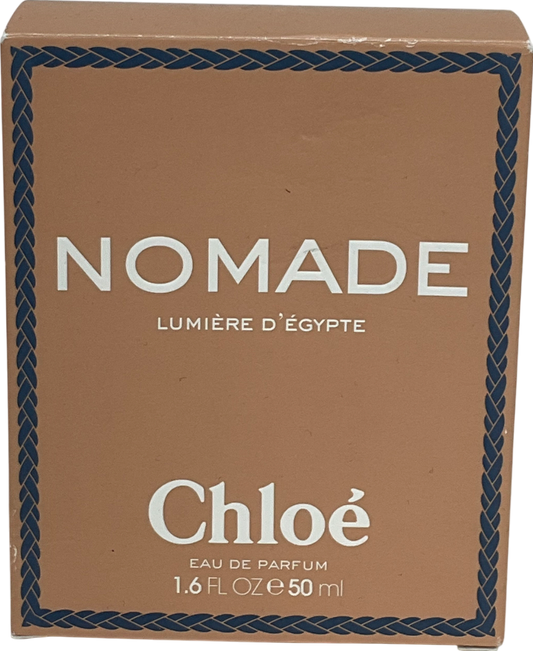 NOMADE
LUMIÈRE D'ÉGYPTE
Chloé
EAU DE PARFUM
1.6 FL OZ ℮ 50 ml